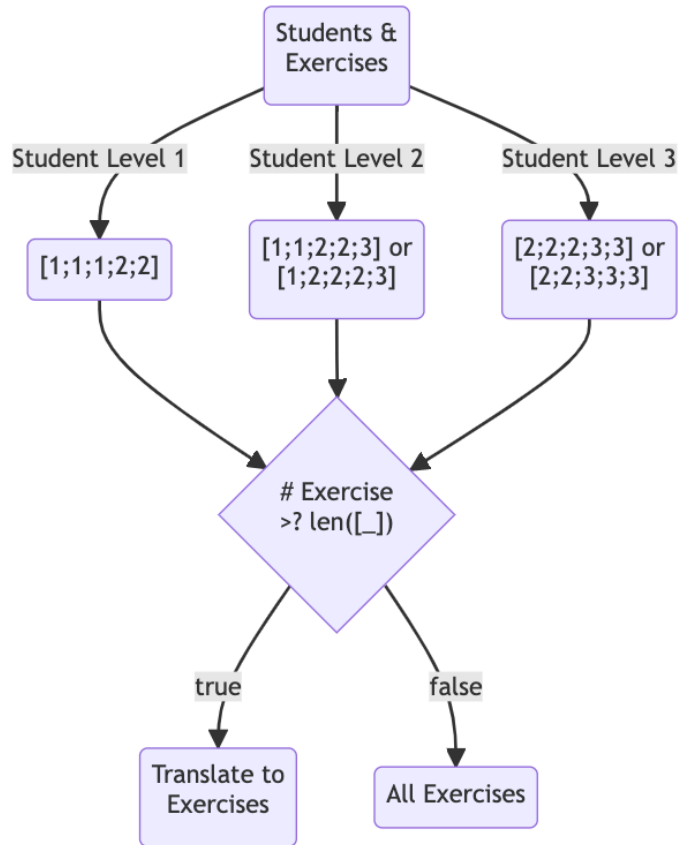 Students &
Exercises
Student Level 1
Student Level 2
Student Level 3
[1;1;1;2;2]
[1;1;2;2;3] or
[1;2;2;2;3]
[2;2;2;3;3] or
[2;2;3;3;3]
# Exercise
>? len([_])
true
false
Translate to
Exercises
All Exercises